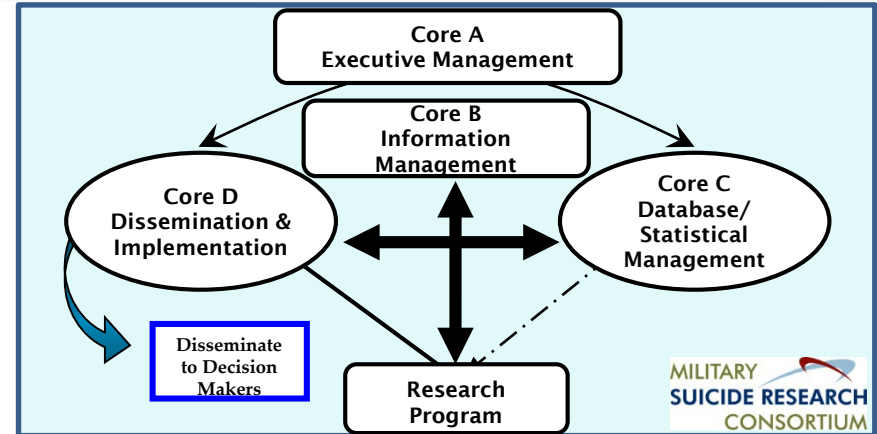 Core A
Executive Management
Core B
Information
Management
Core D
Dissemination &
Implementation
Core C
Database/
Statistical
Management
Disseminate
to Decision
Makers
Research
Program
MILITARY
SUICIDE RESEARCH
CONSORTIUM